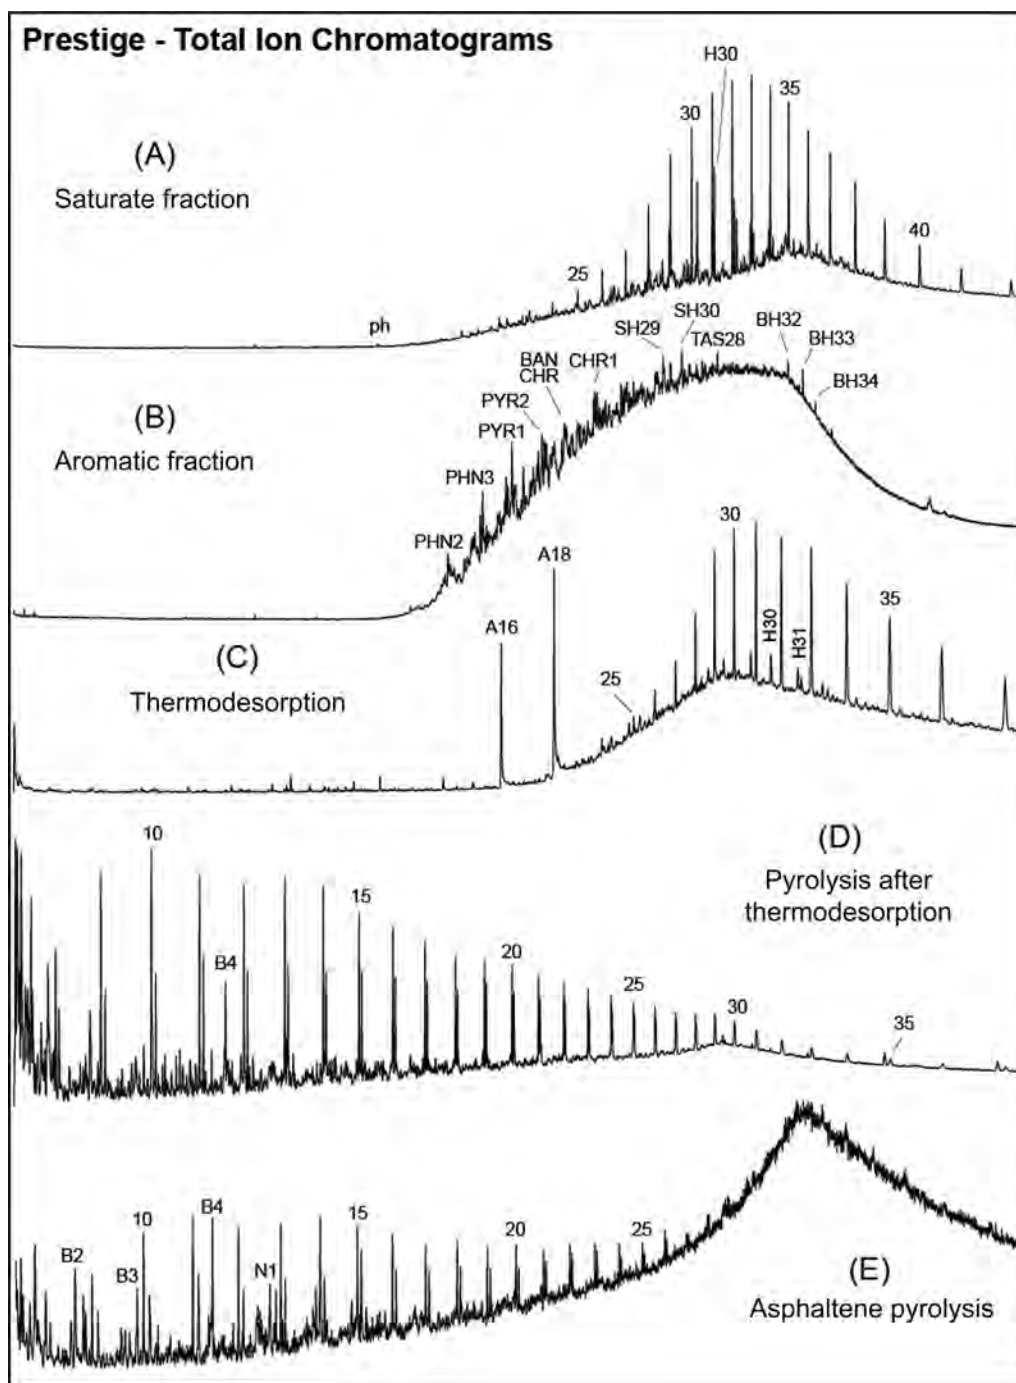 Prestige - Total Ion Chromatograms
H30
35
30
(A)
Saturate fraction
40
25
ph
SH30
SH29
TAS28
BH32
BH33
BH34
BAN
CHR
CHR1
PYR2
PYR1
(B)
Aromatic fraction
PHN3
PHN2
30
A18
A16
H30
H31
35
(C)
Thermodesorption
25
10
(D)
Pyrolysis after
thermodesorption
15
B4
20
25
30
35
B4
10
15
B2
B3
N1
20
25
(E)
Asphaltene pyrolysis